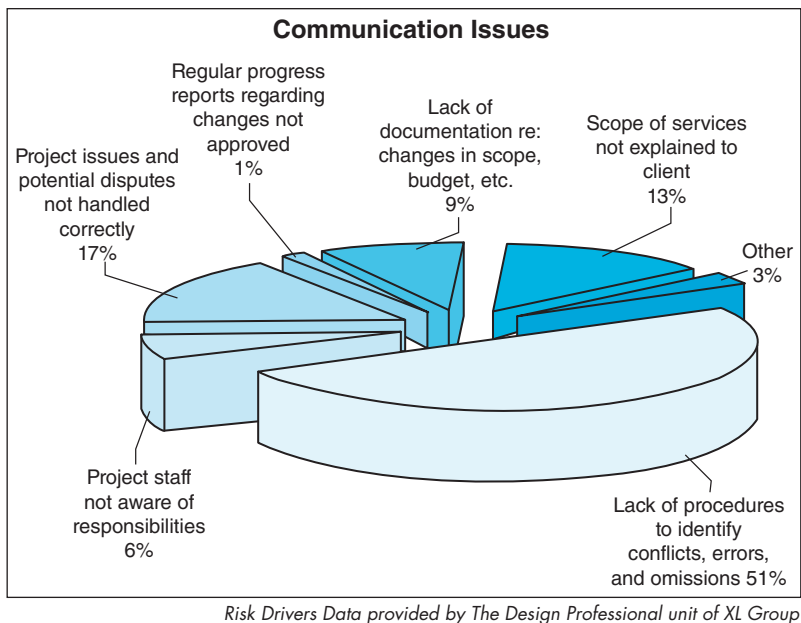 Communication Issues
Regular progress
reports regarding
changes not
approved
1%
Lack of
documentation re:
changes in scope,
budget, etc.
9%
Scope of services
not explained to
client
13%
Project issues and
potential disputes
not handled
correctly
17%
Other
3%
Project staff
not aware of
responsibilities
6%
Lack of procedures
to identify
conflicts, errors,
and omissions 51%
Risk Drivers Data provided by The Design Professional unit of XL Group